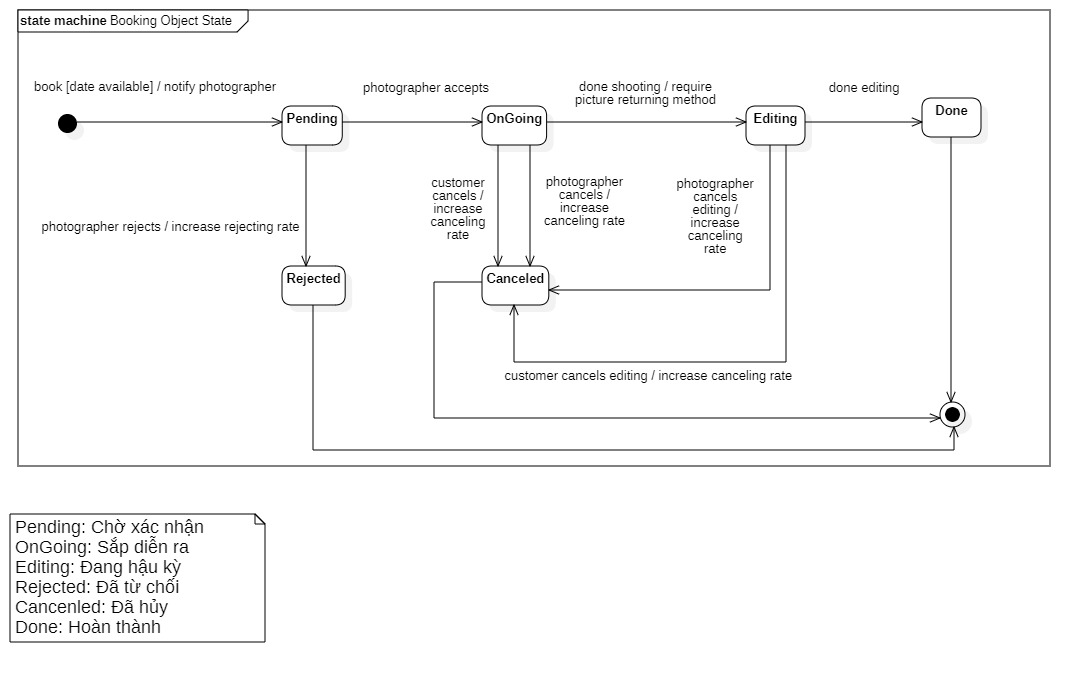 state machine Booking Object State
book [date available] / notify photographer
photographer accepts
done shooting / require
picture returning method
done editing
Pending
OnGoing
Editing
Done
customer
cancels /
increase
canceling
rate
photographer
cancels /
increase
canceling rate
photographer
cancels
editing /
increase
canceling
rate
photographer rejects / increase rejecting rate
Rejected
Canceled
customer cancels editing / increase canceling rate
Pending: Chờ xác nhận
OnGoing: Sắp diễn ra
Editing: Đang hậu kỳ
Rejected: Đã từ chối
Cancenled: Đã hủy
Done: Hoàn thành